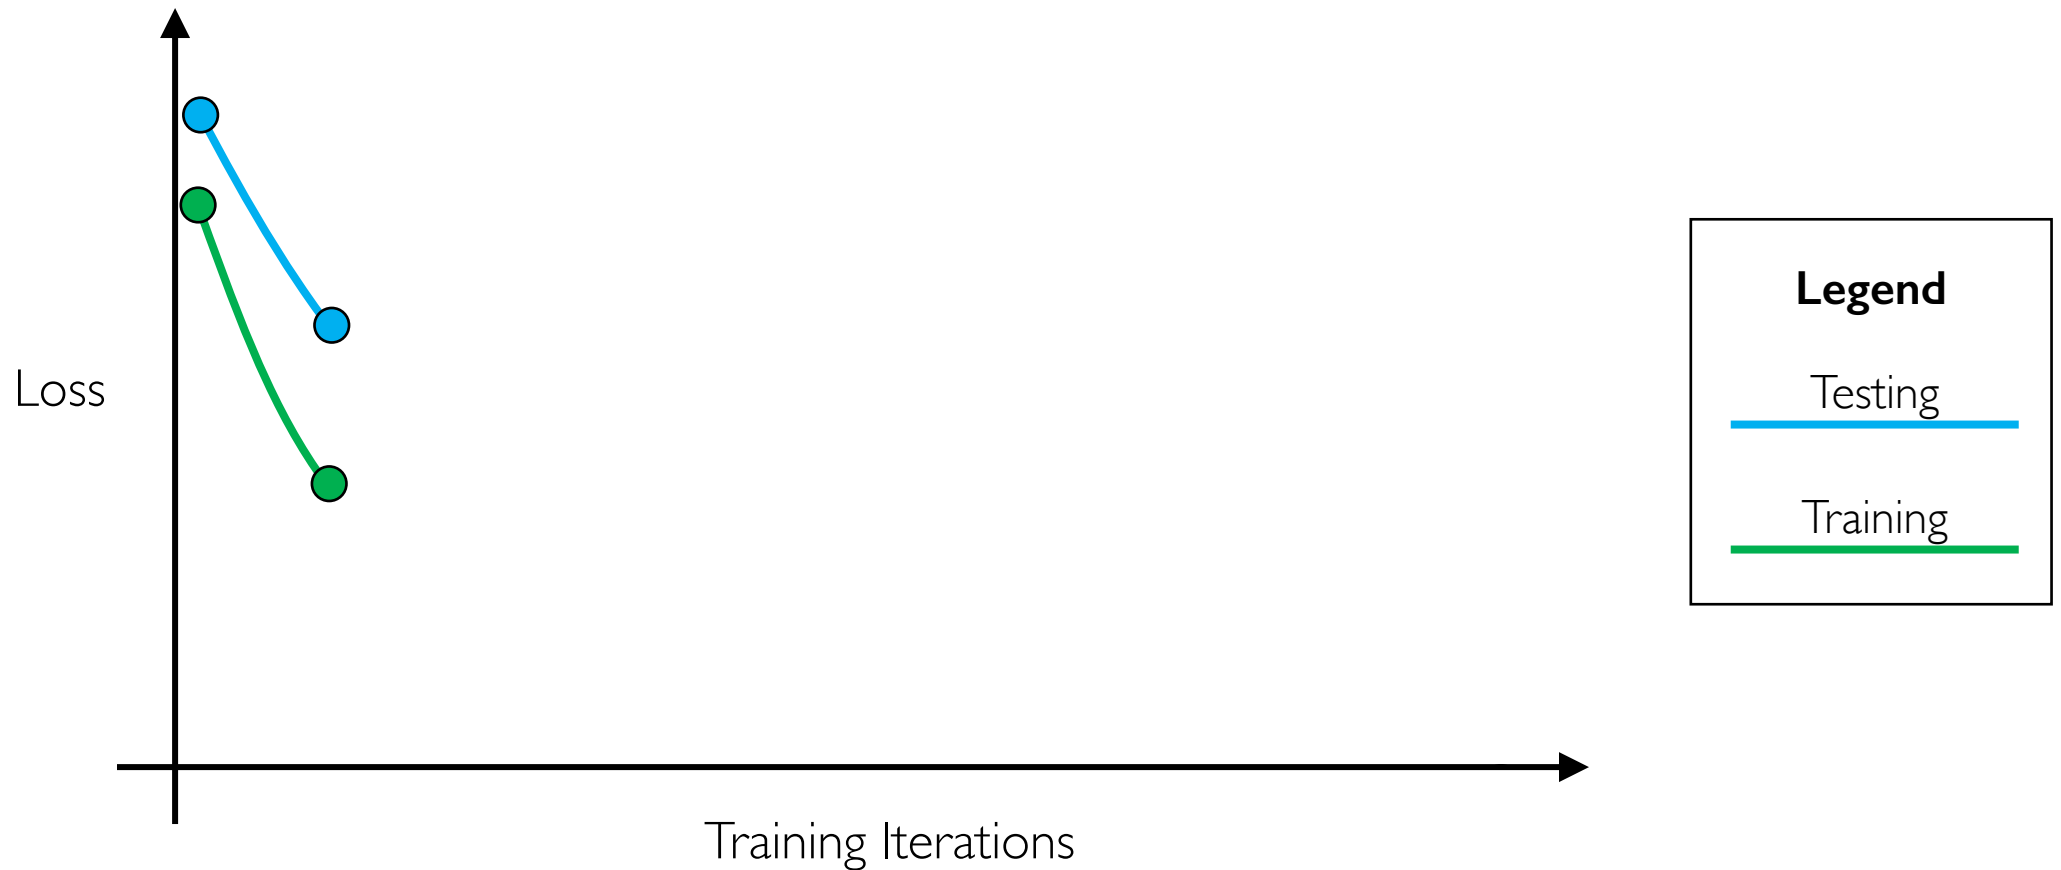 Loss
Training Iterations
Legend
Testing
Training